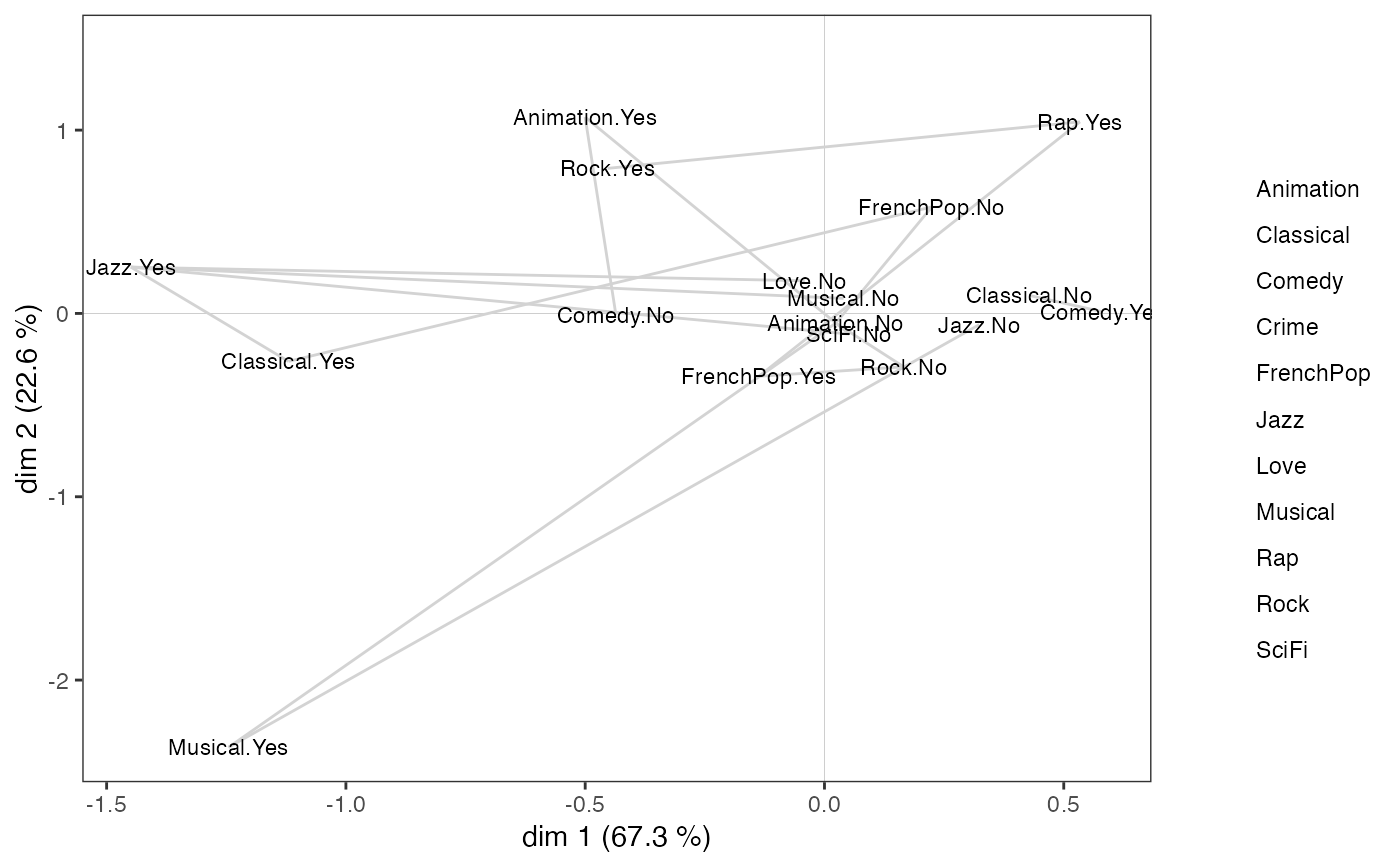 Animation.Yes
Rap.Yes
Rock.Yes
FrenchPop.No
Jazz.Yes
Love.No
Musical.No
Classical.No
Comedy.No
Comedy.Ye
Animation.No
Jazz.No
SciFi.No
Classical.Yes
Rock.No
FrenchPop.Yes
Musical.Yes
1
0
-1
-2
dim 2 (22.6 %)
-1.5 -1.0 -0.5 0.0 0.5
dim 1 (67.3 %)
Animation
Classical
Comedy
Crime
FrenchPop
Jazz
Love
Musical
Rap
Rock
SciFi